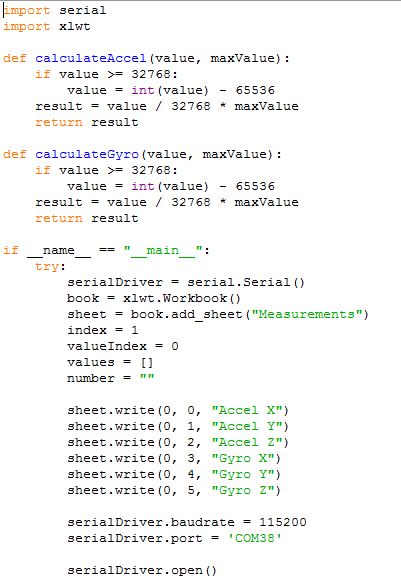 import serial
import xlwt

def calculateAccel(value, maxValue):
    if value >= 32768:
        value = int(value) - 65536
    result = value / 32768 * maxValue
    return result

def calculateGyro(value, maxValue):
    if value >= 32768:
        value = int(value) - 65536
    result = value / 32768 * maxValue
    return result

if __name__ == "__main__":
    try:
        serialDriver = serial.Serial()
        book = xlwt.Workbook()
        sheet = book.add_sheet("Measurements")
        index = 1
        valueIndex = 0
        values = []
        number = ""

        sheet.write(0, 0, "Accel X")
        sheet.write(0, 1, "Accel Y")
        sheet.write(0, 2, "Accel Z")
        sheet.write(0, 3, "Gyro X")
        sheet.write(0, 4, "Gyro Y")
        sheet.write(0, 5, "Gyro Z")

        serialDriver.baudrate = 115200
        serialDriver.port = 'COM38'

        serialDriver.open()